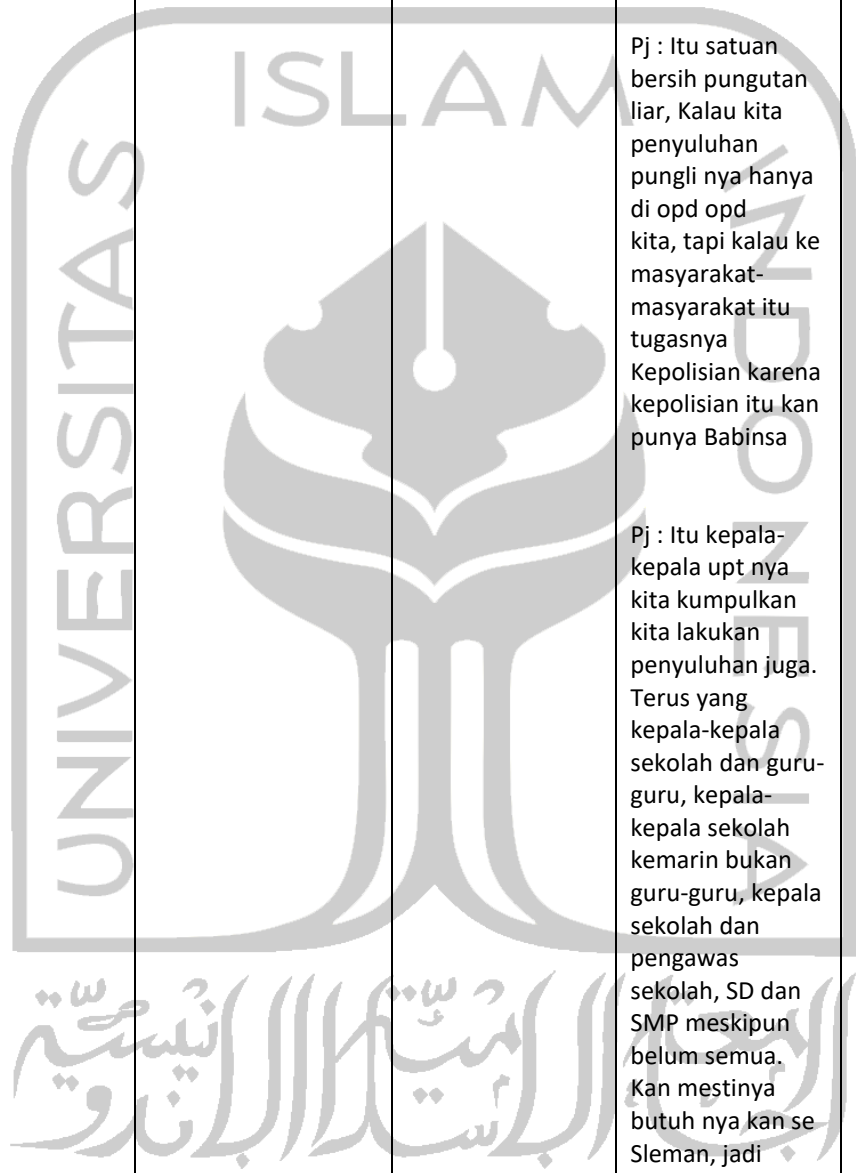 ISLAM
UNIVERSITAS
INDONESIA
Pj : Itu satuan
bersih pungutan
liar, Kalau kita
penyuluhan
pungli nya hanya
di opd opd
kita, tapi kalau ke
masyarakat-
masyarakat itu
tugasnya
Kepolisian karena
kepolisian itu kan
punya Babinsa
Pj : Itu kepala-
kepala upt nya
kita kumpulkan
kita lakukan
penyuluhan juga.
Terus yang
kepala-kepala
sekolah dan guru-
guru, kepala-
kepala sekolah
kemarin bukan
guru-guru, kepala
sekolah dan
pengawas
sekolah, SD dan
SMP meskipun
belum semua.
Kan mestinya
butuh nya kan se
Sleman, jadi